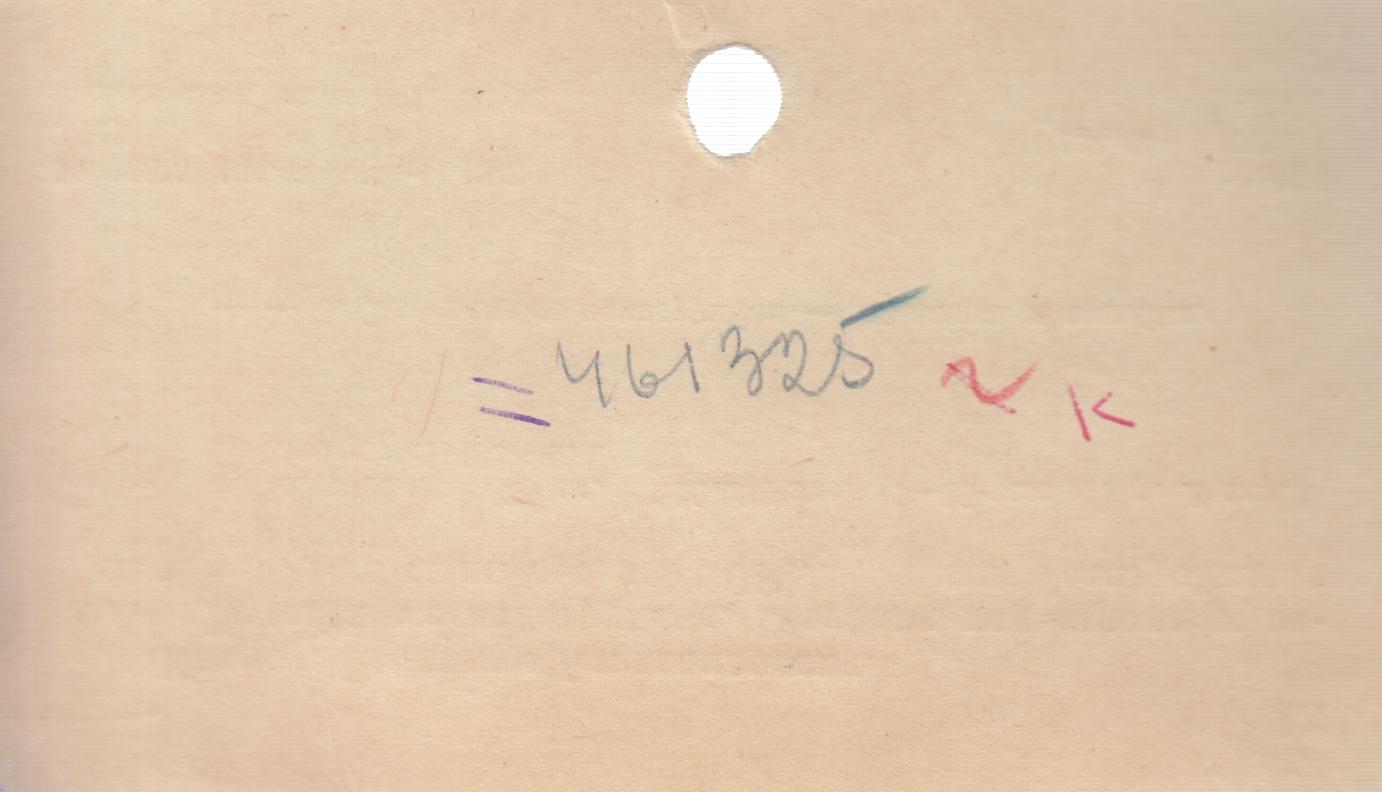 = 461325 ~ K